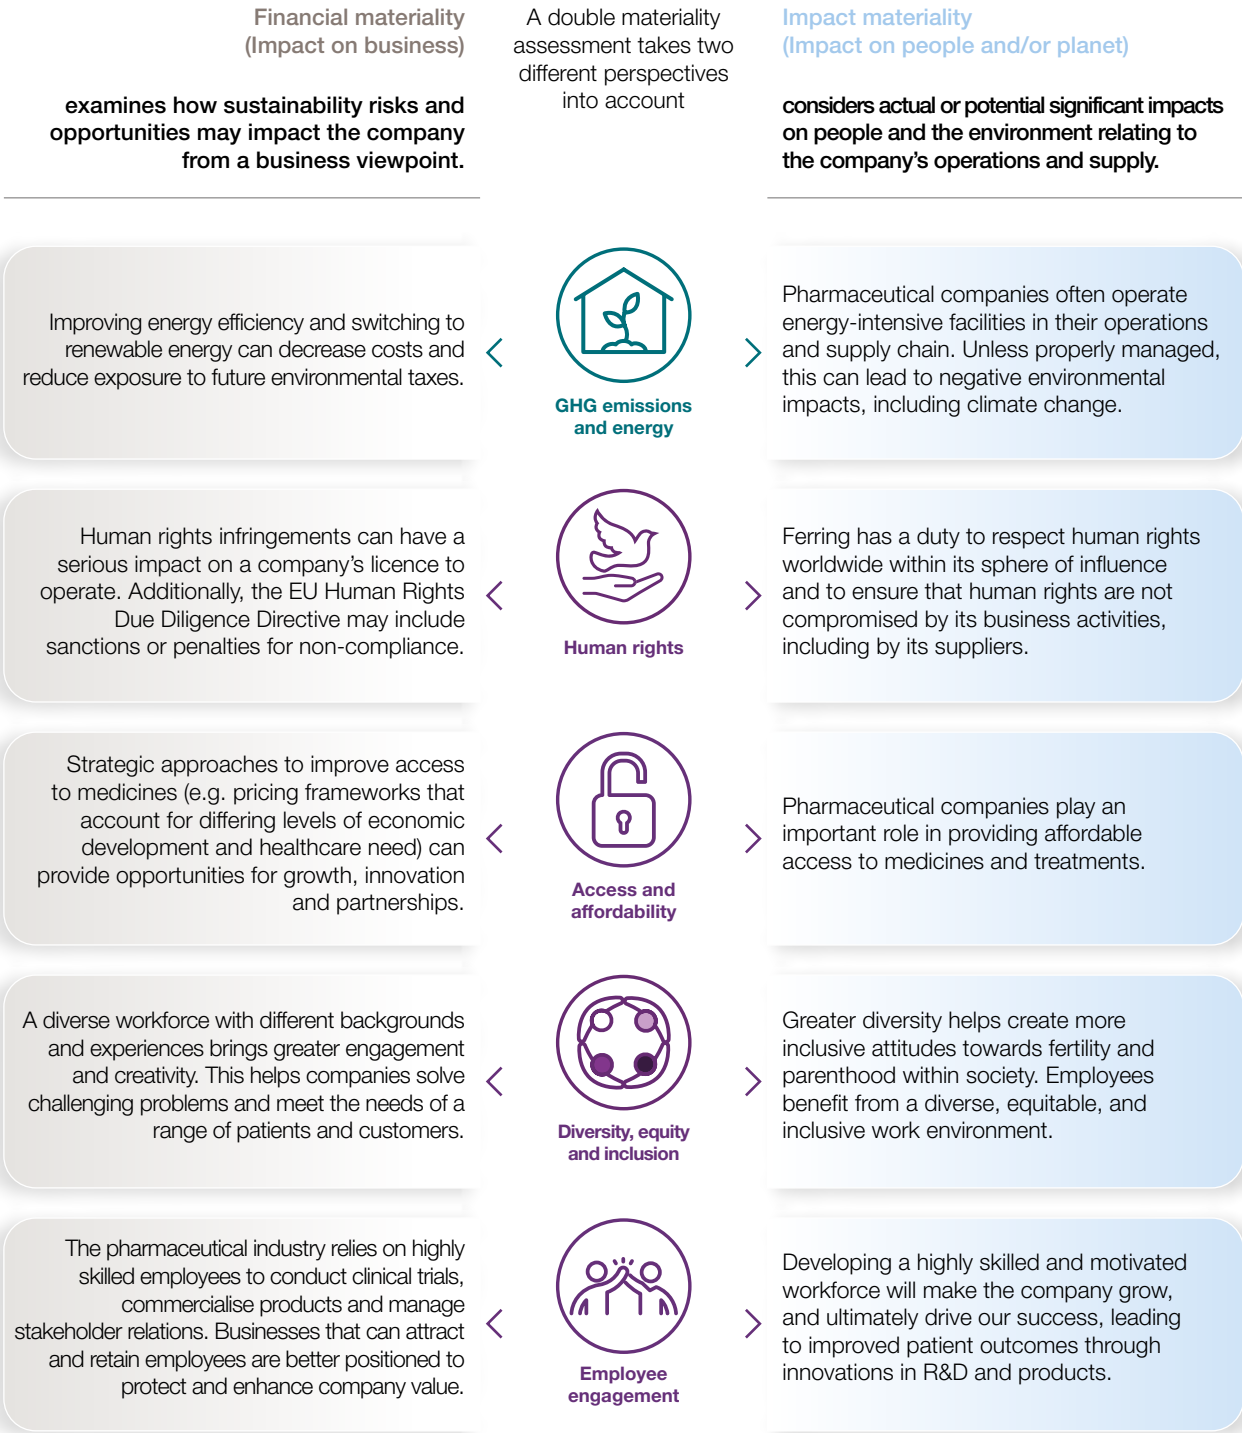 Financial materiality
(Impact on business)
examines how sustainability risks and
opportunities may impact the company
from a business viewpoint.
A double materiality
assessment takes two
different perspectives
into account
Impact materiality
(Impact on people and/or planet)
considers actual or potential significant impacts
on people and the environment relating to
the company's operations and supply.
Improving energy efficiency and switching to
renewable energy can decrease costs and
reduce exposure to future environmental taxes.
GHG emissions
and energy
Pharmaceutical companies often operate
energy-intensive facilities in their operations
and supply chain. Unless properly managed,
this can lead to negative environmental
impacts, including climate change.
Human rights infringements can have a
serious impact on a company's licence to
operate. Additionally, the EU Human Rights
Due Diligence Directive may include
sanctions or penalties for non-compliance.
Human rights
Ferring has a duty to respect human rights
worldwide within its sphere of influence
and to ensure that human rights are not
compromised by its business activities,
including by its suppliers.
Strategic approaches to improve access
to medicines (e.g. pricing frameworks that
account for differing levels of economic
development and healthcare need) can
provide opportunities for growth, innovation
and partnerships.
Access and
affordability
Pharmaceutical companies play an
important role in providing affordable
access to medicines and treatments.
A diverse workforce with different backgrounds
and experiences brings greater engagement
and creativity. This helps companies solve
challenging problems and meet the needs of a
range of patients and customers.
Diversity, equity
and inclusion
Greater diversity helps create more
inclusive attitudes towards fertility and
parenthood within society. Employees
benefit from a diverse, equitable, and
inclusive work environment.
The pharmaceutical industry relies on highly
skilled employees to conduct clinical trials,
commercialise products and manage
stakeholder relations. Businesses that can attract
and retain employees are better positioned to
protect and enhance company value.
Employee
engagement
Developing a highly skilled and motivated
workforce will make the company grow,
and ultimately drive our success, leading
to improved patient outcomes through
innovations in R&D and products.